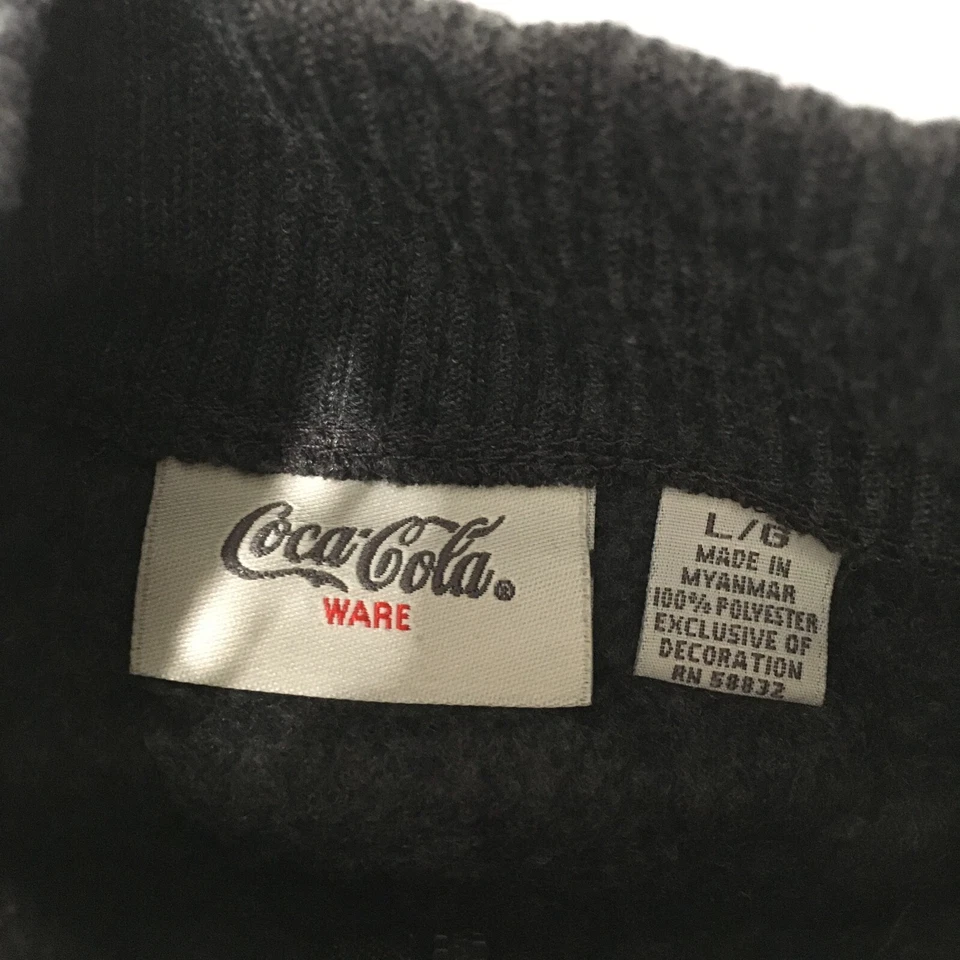 Coca-Cola®
WARE
L/G
MADE IN
MYANMAR
100% POLYESTER
EXCLUSIVE OF
DECORATION
RN 58832